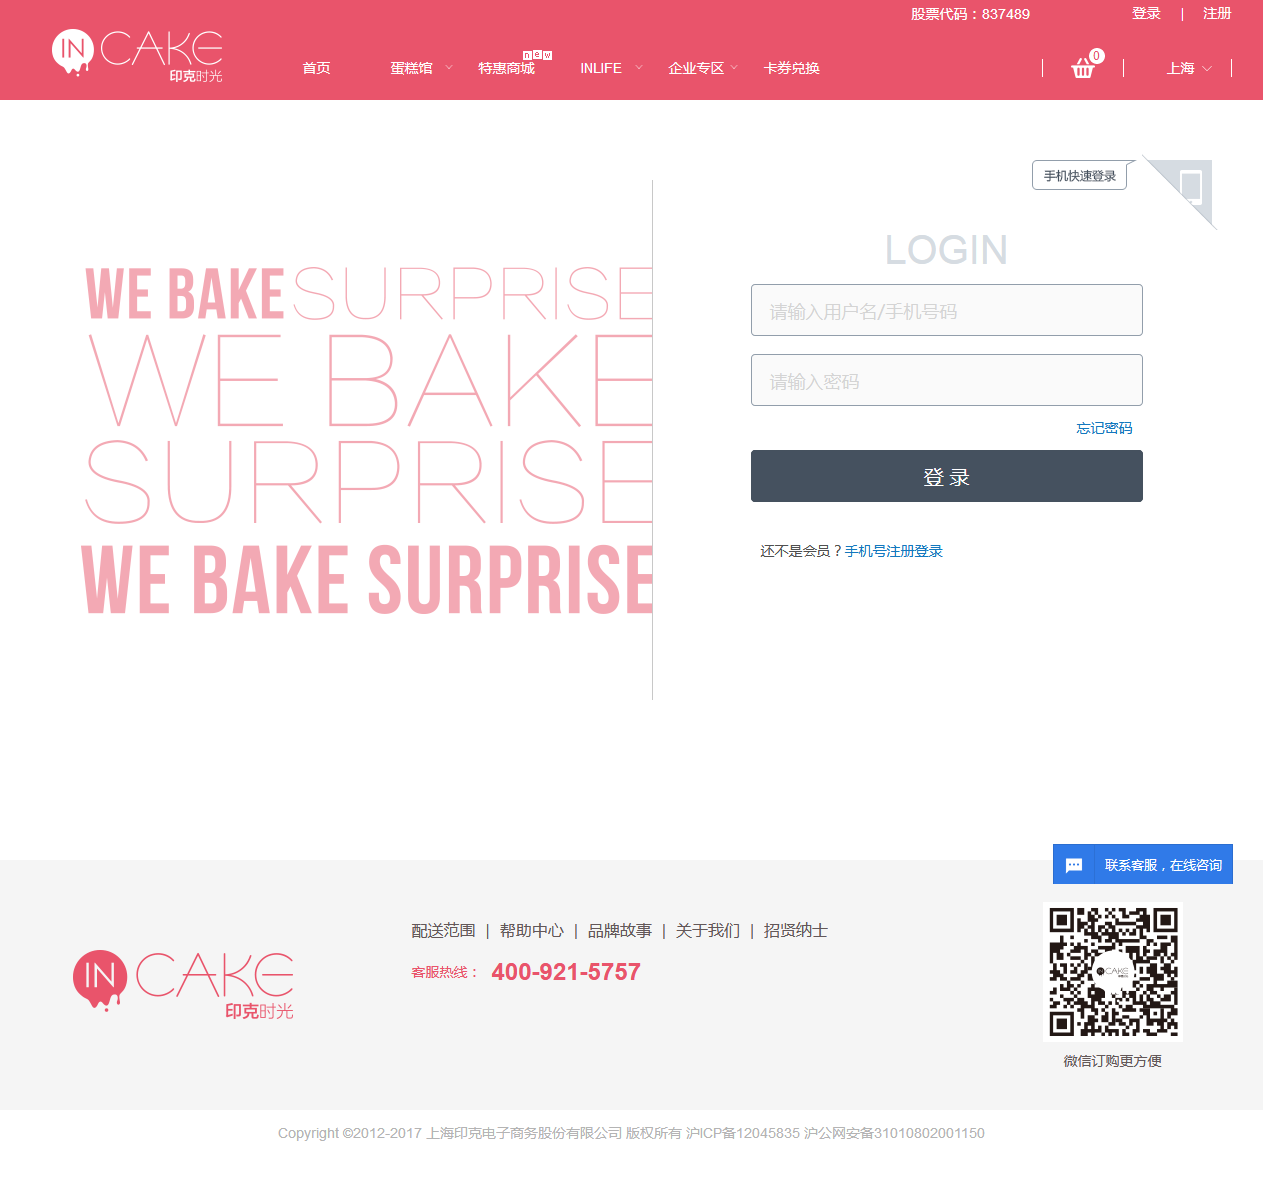 股票代码：837489
登录 | 注册
IN CAKE
印克时光
首页 蛋糕馆 特惠商城 new INLIFE 企业专区 卡券兑换
0
上海
手机快速登录
LOGIN
WE BAKE SURPRISE
WE BAKE
SURPRISE
WE BAKE SURPRISE
请输入用户名/手机号码
请输入密码
忘记密码
登 录
还不是会员？手机号注册登录
联系客服，在线咨询
配送范围 | 帮助中心 | 品牌故事 | 关于我们 | 招贤纳士
客服热线： 400-921-5757
IN CAKE
印克时光
IN CAKE
微信订购更方便
Copyright ©2012-2017 上海印克电子商务股份有限公司 版权所有 沪ICP备12045835 沪公网安备31010802001150